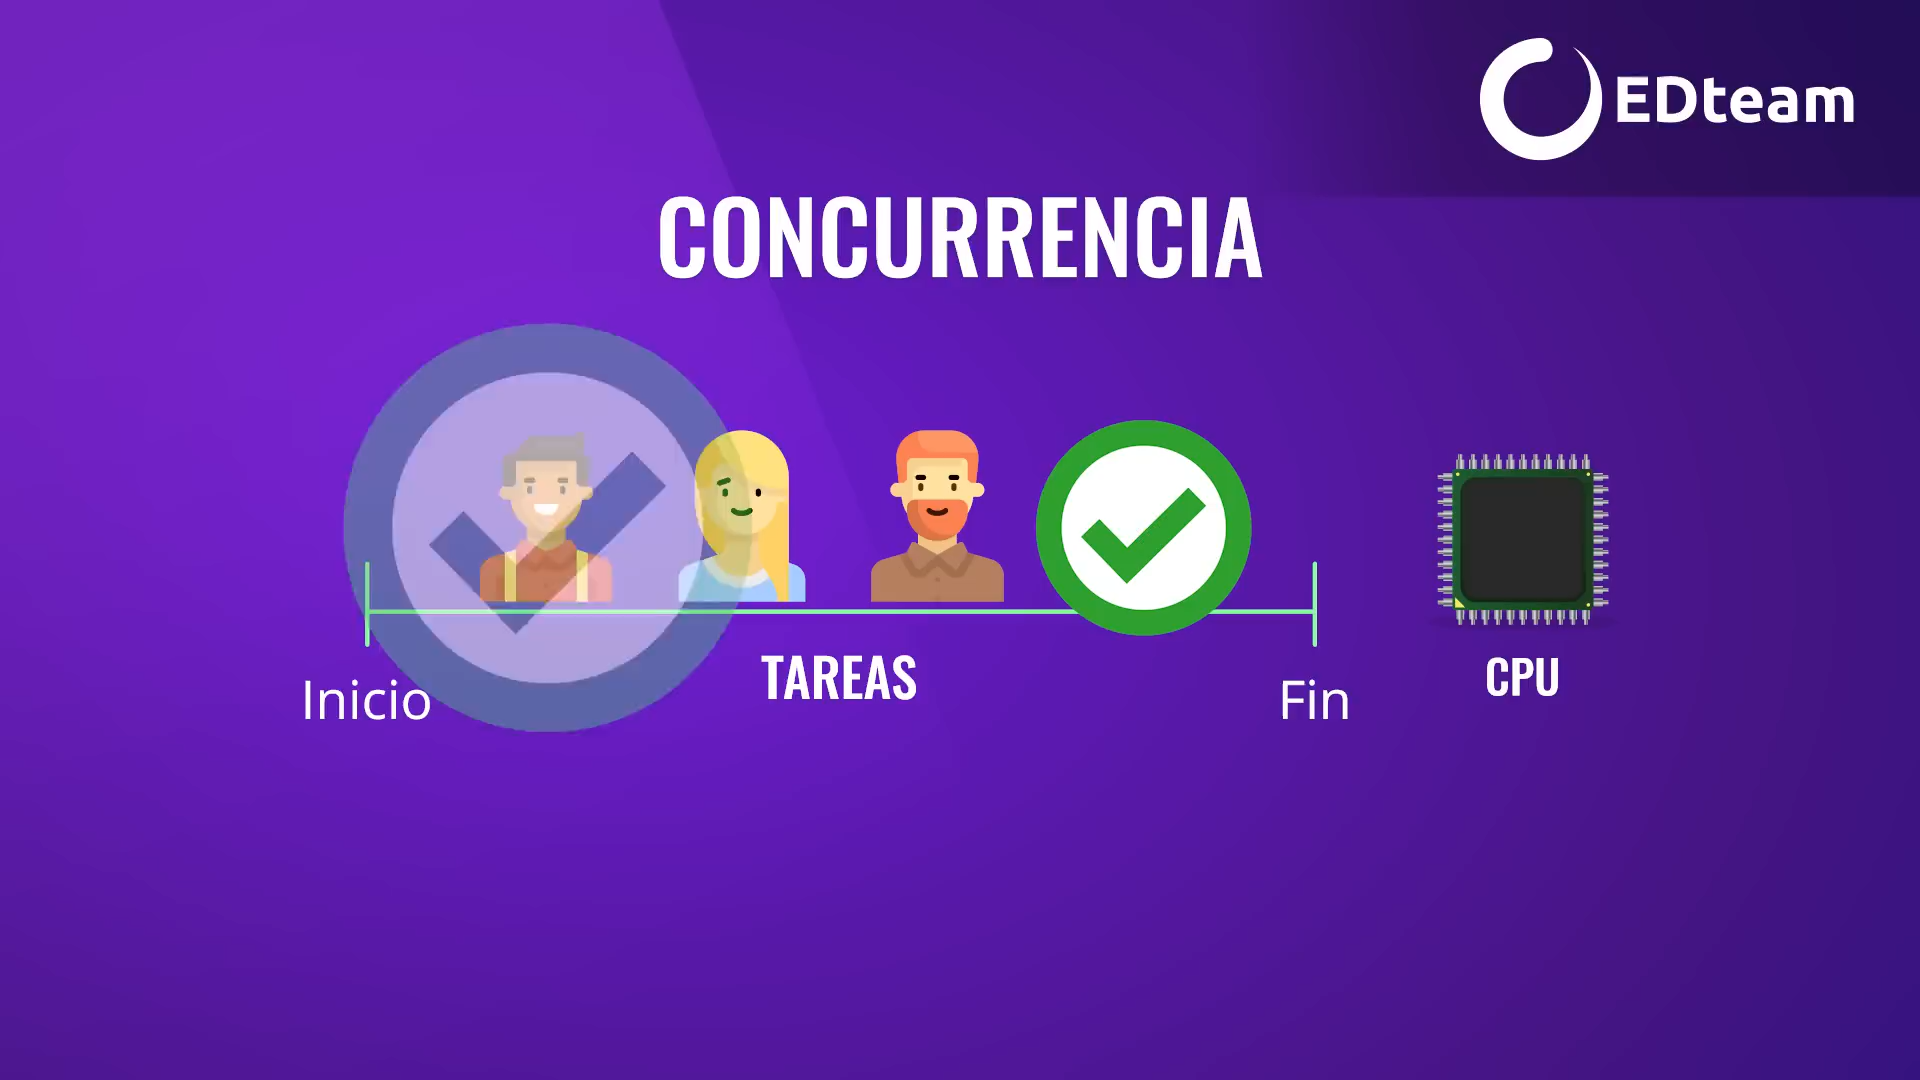 EDteam
CONCURRENCIA
TAREAS
CPU
Inicio
Fin